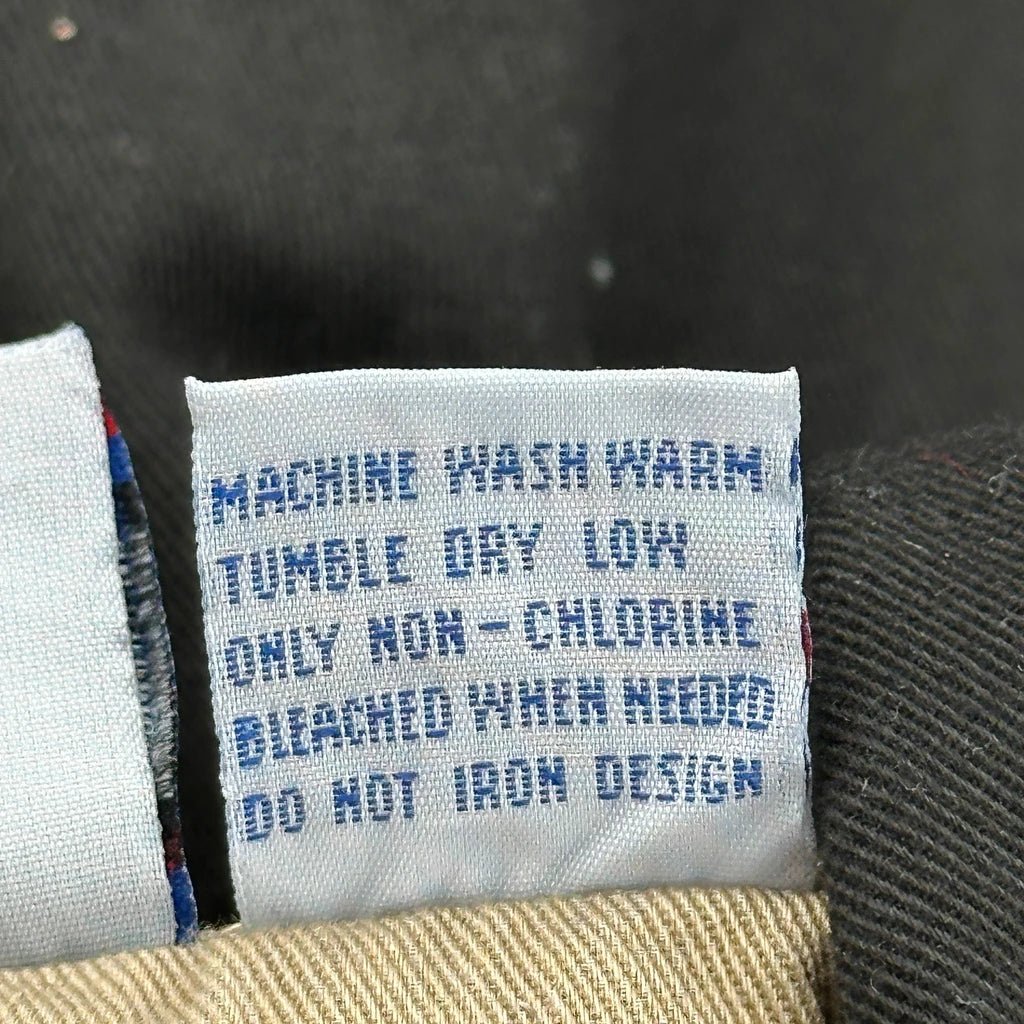 MACHINE WASH WARM
TUMBLE DRY LOW
ONLY NON-CHLORINE
BLEACHED WHEN NEEDED
DO NOT IRON DESIGN